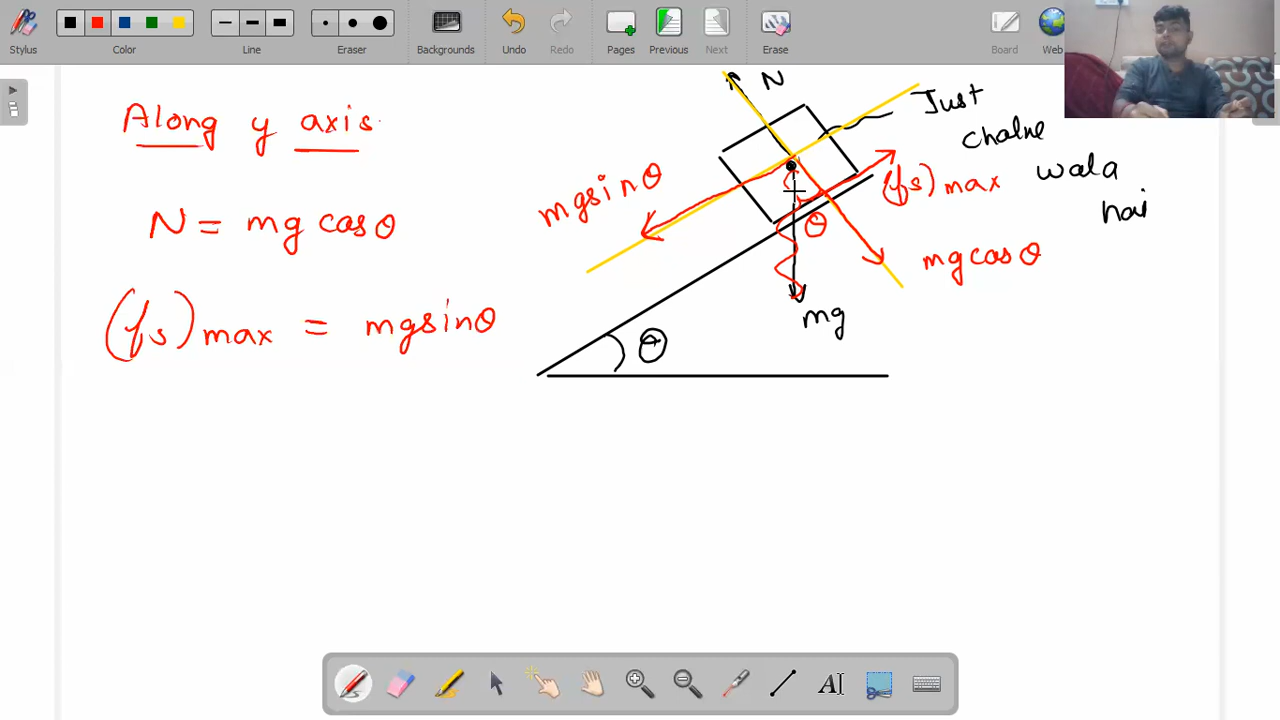 Stylus
Color
Line
Eraser
Backgrounds
Undo
Redo
Pages
Previous
Next
Erase
Board
Web
Along y axis
N = mg cosθ
(fs)max = mgsinθ
N
Just
chalne
wala
hai
mgsinθ
(fs)max
θ
mgcosθ
mg
θ